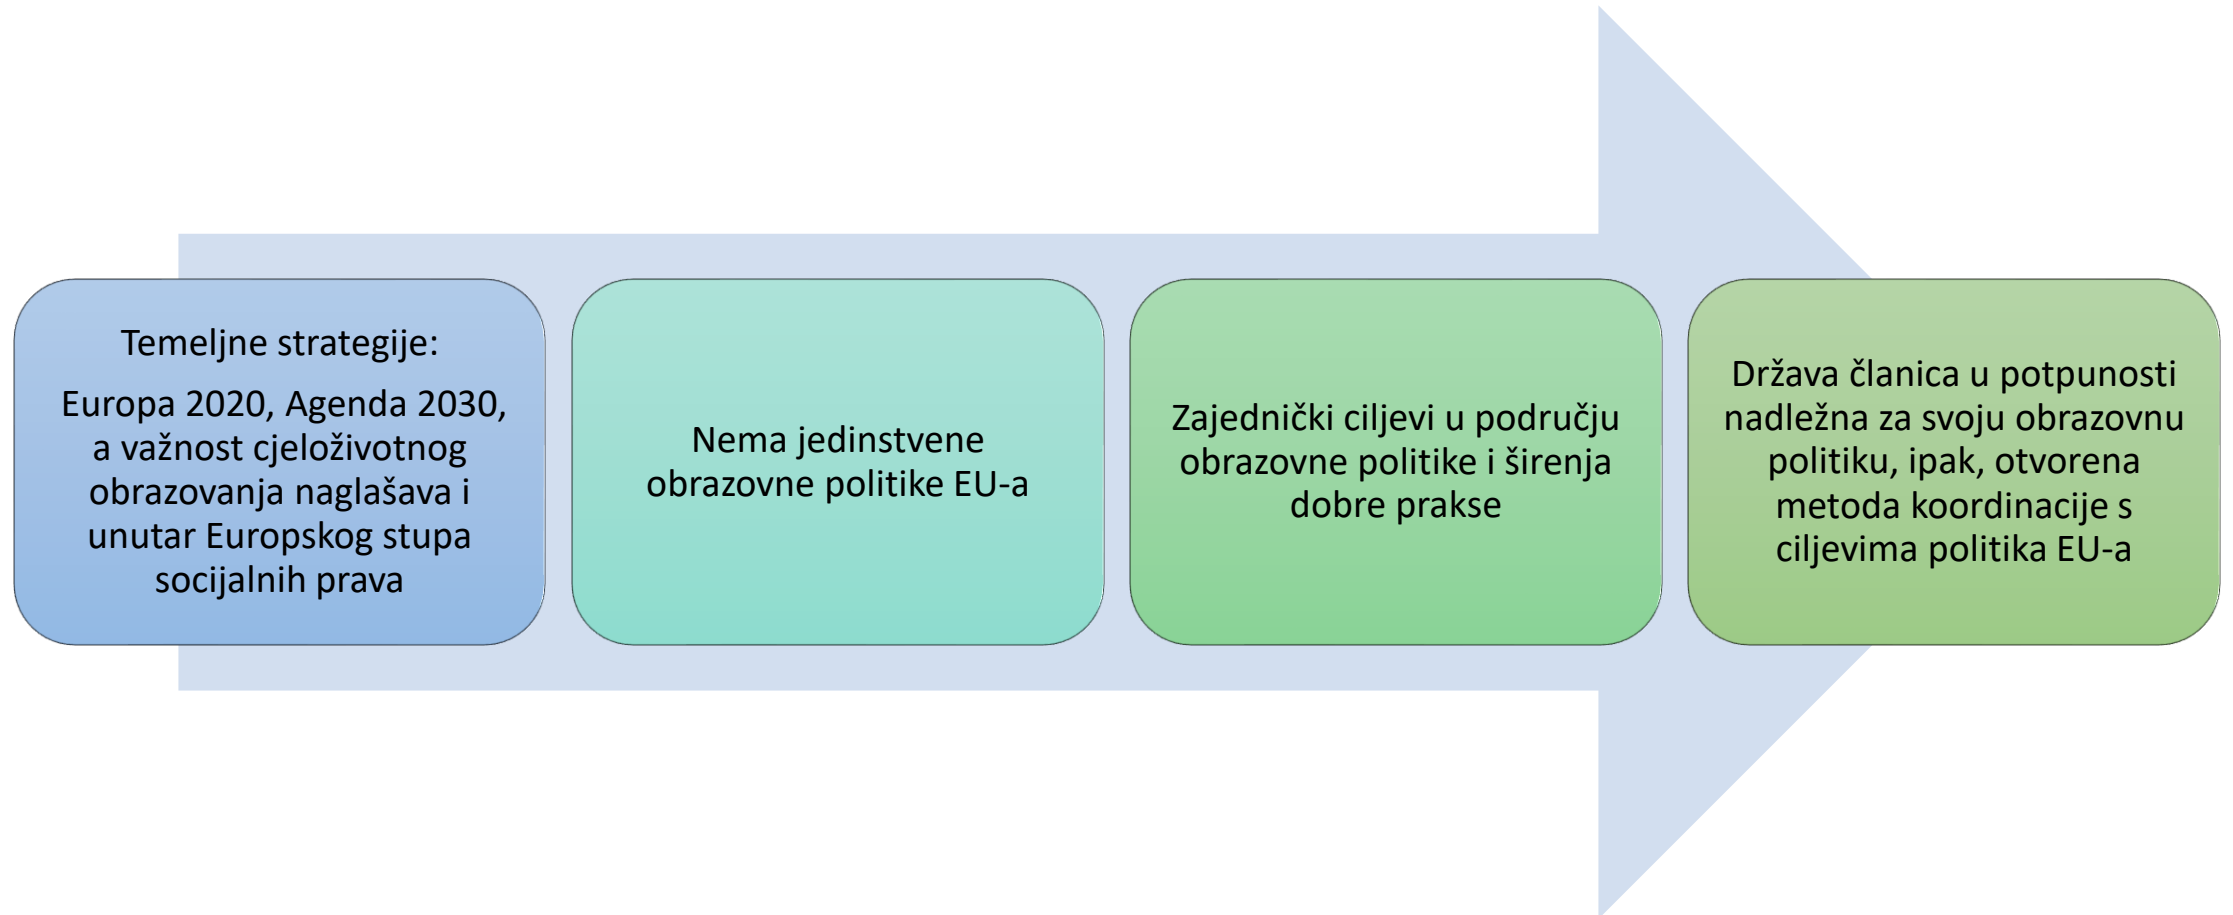 Temeljne strategije:
Europa 2020, Agenda 2030,
a važnost cjeloživotnog
obrazovanja naglašava i
unutar Europskog stupa
socijalnih prava
Nema jedinstvene
obrazovne politike EU-a
Zajednički ciljevi u području
obrazovne politike i širenja
dobre prakse
Država članica u potpunosti
nadležna za svoju obrazovnu
politiku, ipak, otvorena
metoda koordinacije s
ciljevima politika EU-a